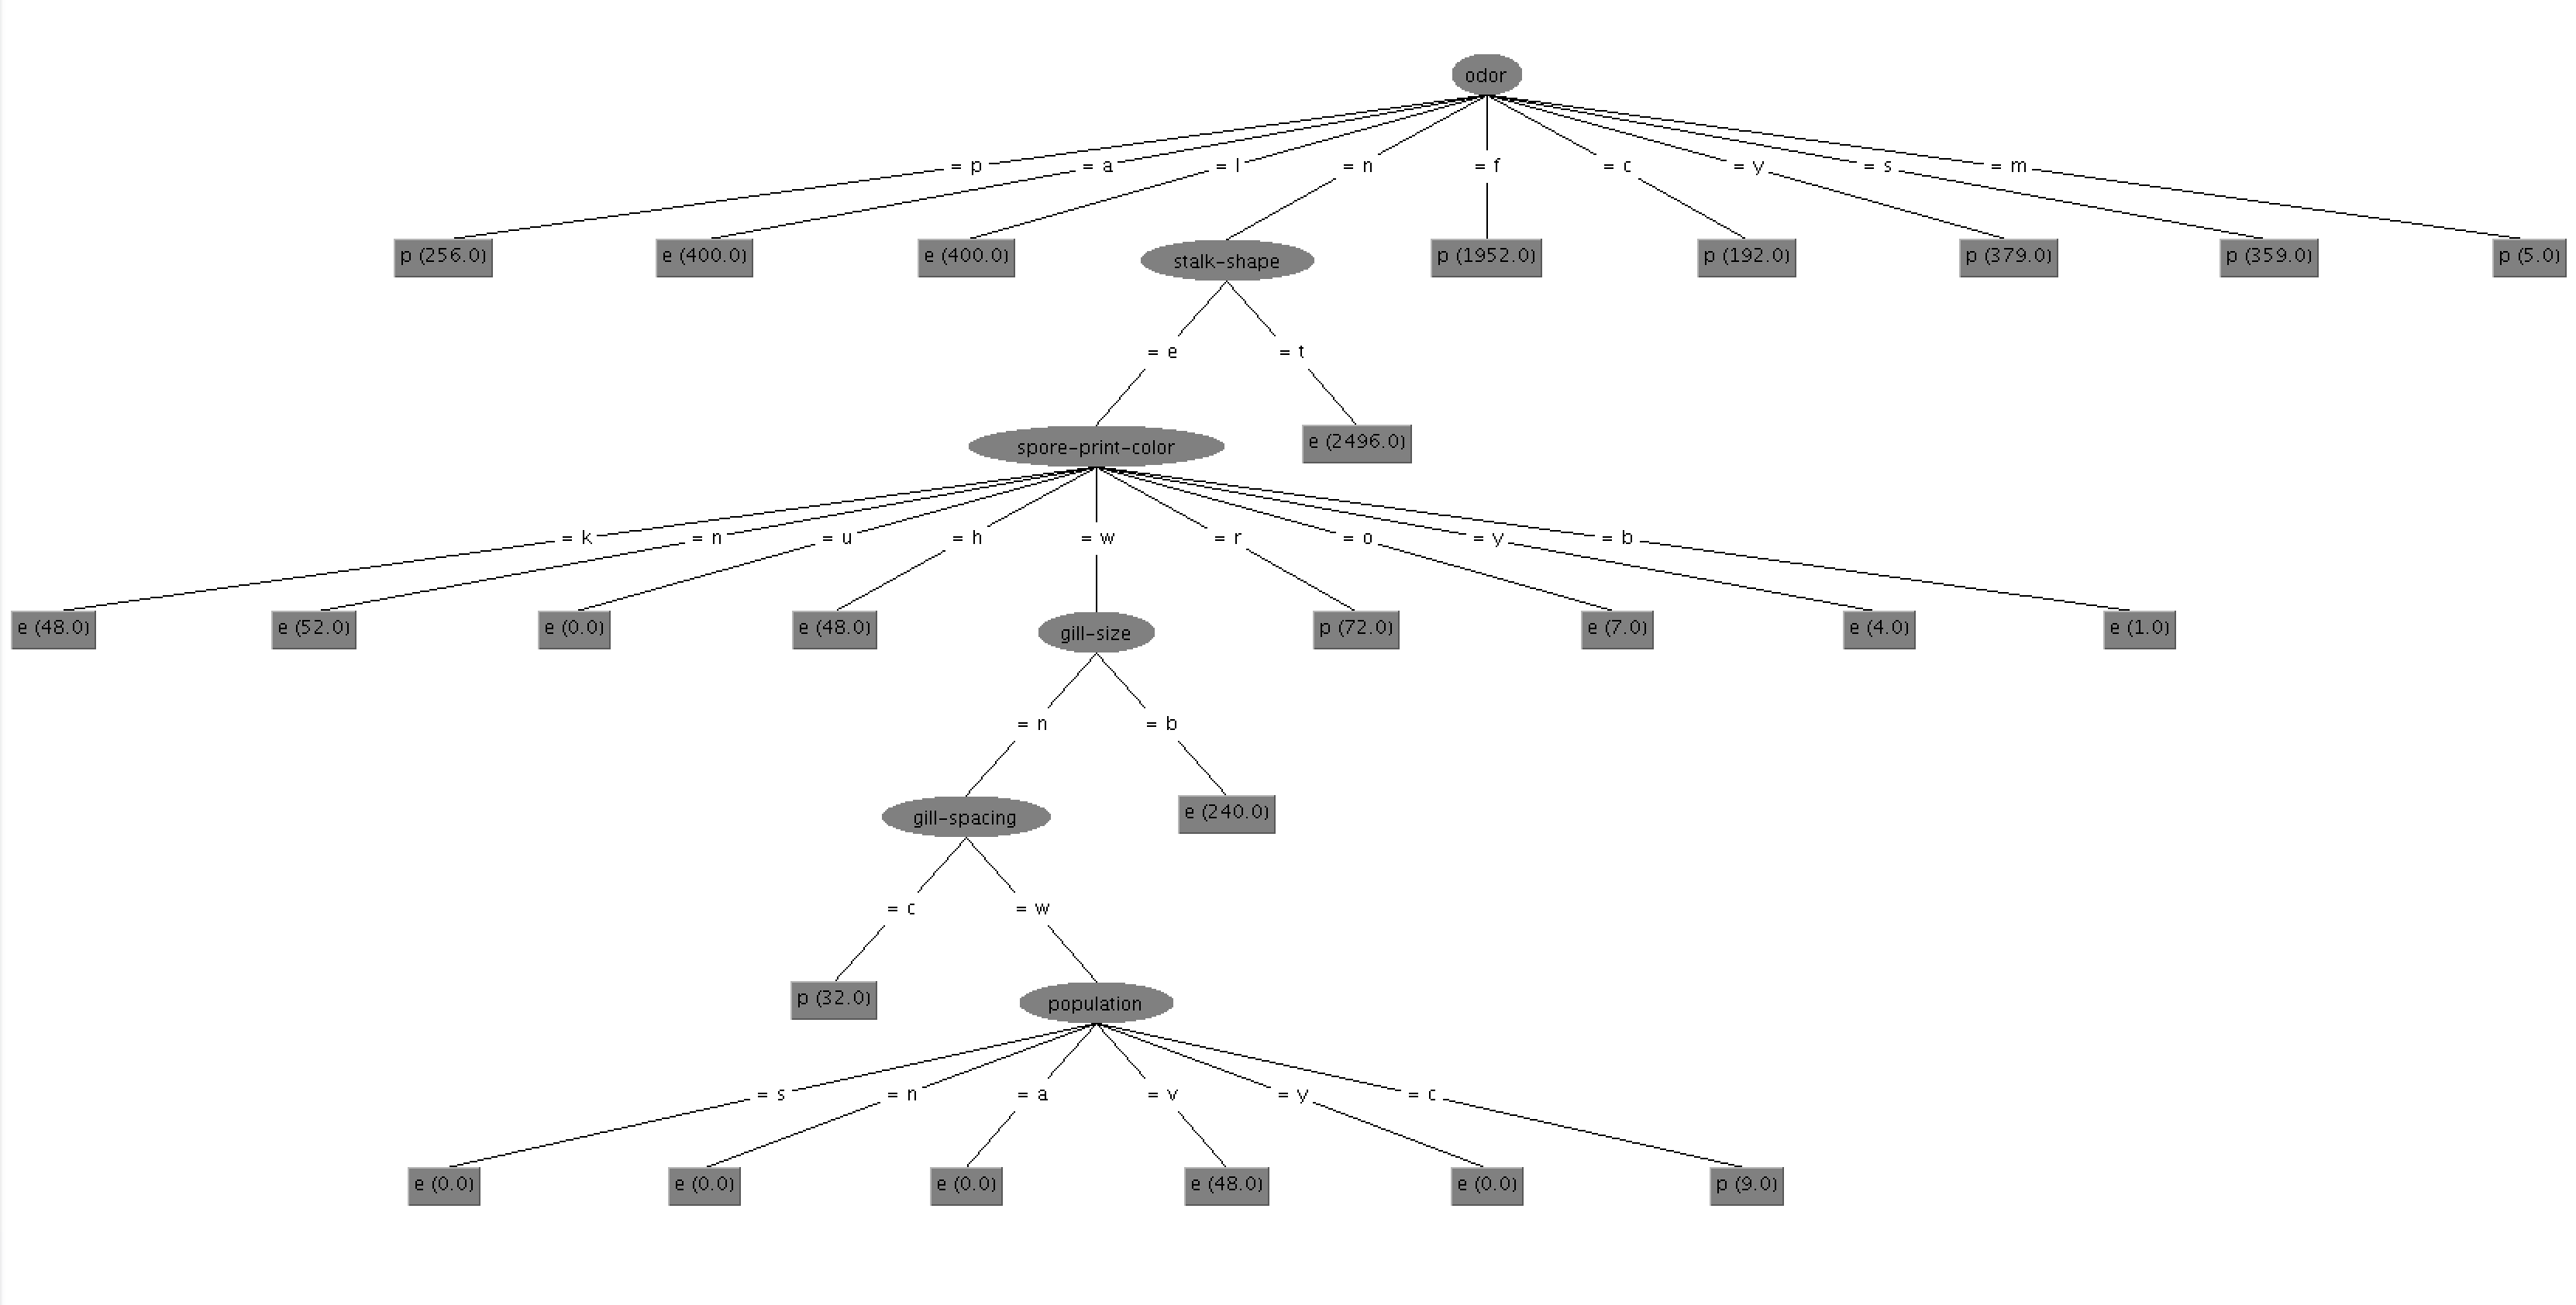 odor
= p
= a
= l
= n
= f
= c
= y
= s
= m
p (256.0)
e (400.0)
e (400.0)
stalk-shape
p (1952.0)
p (192.0)
p (379.0)
p (359.0)
p (5.0)
= e
= t
spore-print-color
e (2496.0)
= k
= n
= u
= h
= w
= r
= o
= y
= b
e (48.0)
e (52.0)
e (0.0)
e (48.0)
gill-size
p (72.0)
e (7.0)
e (4.0)
e (1.0)
= n
= b
gill-spacing
e (240.0)
= c
= w
p (32.0)
population
= s
= n
= a
= v
= y
= c
e (0.0)
e (0.0)
e (0.0)
e (48.0)
e (0.0)
p (9.0)